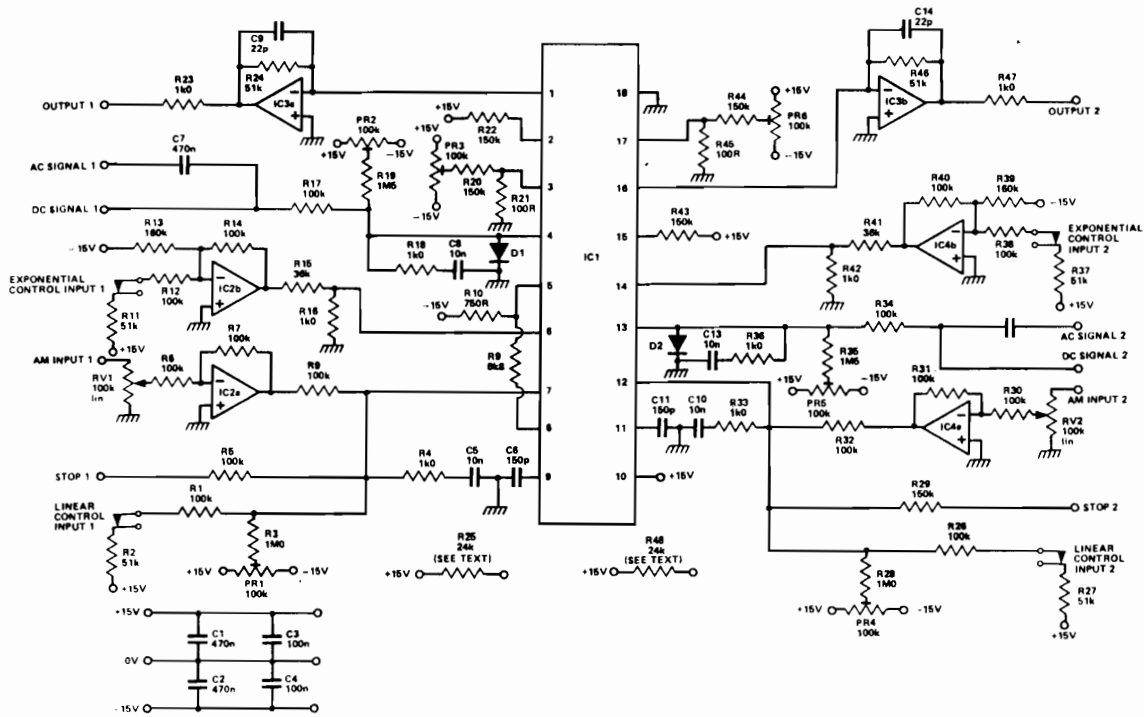 C9
22p
R23
1k0
R24
51k
IC3a
OUTPUT 1
C7
470n
AC SIGNAL 1
DC SIGNAL 1
R17
100k
PR2
100k
+15V
-15V
R19
1M5
+15V
R22
150k
+15V
PR3
100k
-15V
R20
150k
R21
100R
R13
160k
R14
100k
-15V
EXPONENTIAL
CONTROL INPUT 1
R12
100k
R11
51k
+15V
IC2b
R15
36k
R16
1k0
R18
1k0
C8
10n
D1
R10
750R
-15V
R9
6k8
AM INPUT 1
RV1
100k
lin
R6
100k
R7
100k
IC2a
R9
100k
STOP 1
R5
100k
R4
1k0
C5
10n
C6
150p
LINEAR
CONTROL
INPUT 1
R1
100k
R2
51k
+15V
R3
1M0
+15V
-15V
PR1
100k
R25
24k
(SEE TEXT)
+15V
R48
24k
(SEE TEXT)
+15V
+15V
0V
-15V
C1
470n
C3
100n
C2
470n
C4
100n
IC1
1
2
3
4
5
6
7
8
9
18
17
16
15
14
13
12
11
10
C14
22p
R46
51k
IC3b
R47
1k0
OUTPUT 2
R44
150k
+15V
PR6
100k
-15V
R45
100R
R43
150k
+15V
R40
100k
R39
160k
-15V
R41
36k
IC4b
R38
100k
EXPONENTIAL
CONTROL
INPUT 2
R37
51k
+15V
R42
1k0
R34
100k
AC SIGNAL 2
DC SIGNAL 2
D2
C13
10n
R36
1k0
R35
1M5
+15V
-15V
PR5
100k
R31
100k
R30
100k
AM INPUT 2
RV2
100k
lin
IC4a
C11
150p
C10
10n
R33
1k0
R32
100k
+15V
R29
150k
STOP 2
R26
100k
LINEAR
CONTROL
INPUT 2
R28
1M0
R27
51k
+15V
+15V
-15V
PR4
100k